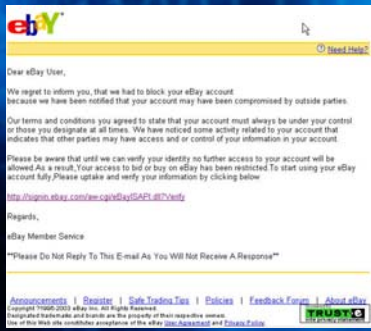 ebY
Need Help?
Dear eBay User,
We regret to inform you, that we had to block your eBay account
because we have been notified that your account may have been compromised by outside parties.
Our terms and conditions you agreed to state that your account must always be under your control
or those you designate at all times. We have noticed some activity related to your account that
indicates that other parties may have access and or control of your information in your account.
Please be aware that until we can verify your identity no further access to your account will be
allowed.As a result,Your access to bid or buy on eBay has been restricted.To start using your eBay
account fully,Please uptake and verify your information by clicking below
http://signin.ebay.com/aw-cgi/eBayISAPI.dll?Verify
Regards,
eBay Member Service
**Please Do Not Reply To This E-mail As You Will Not Receive A Response**
Announcements | Register | Safe Trading Tips | Policies | Feedback Forum | About eBay
Copyright ?1995-2003 eBay Inc. All Rights Reserved.
Designated trademarks and brands are the property of their respective owners.
Use of this Web site constitutes acceptance of the eBay User Agreement and Privacy Policy.
TRUSTe
site privacy statement